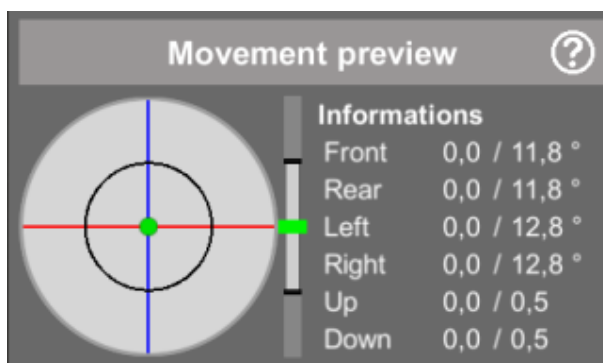 Movement preview ?
Informations
Front 0,0 / 11,8 °
Rear 0,0 / 11,8 °
Left 0,0 / 12,8 °
Right 0,0 / 12,8 °
Up 0,0 / 0,5
Down 0,0 / 0,5